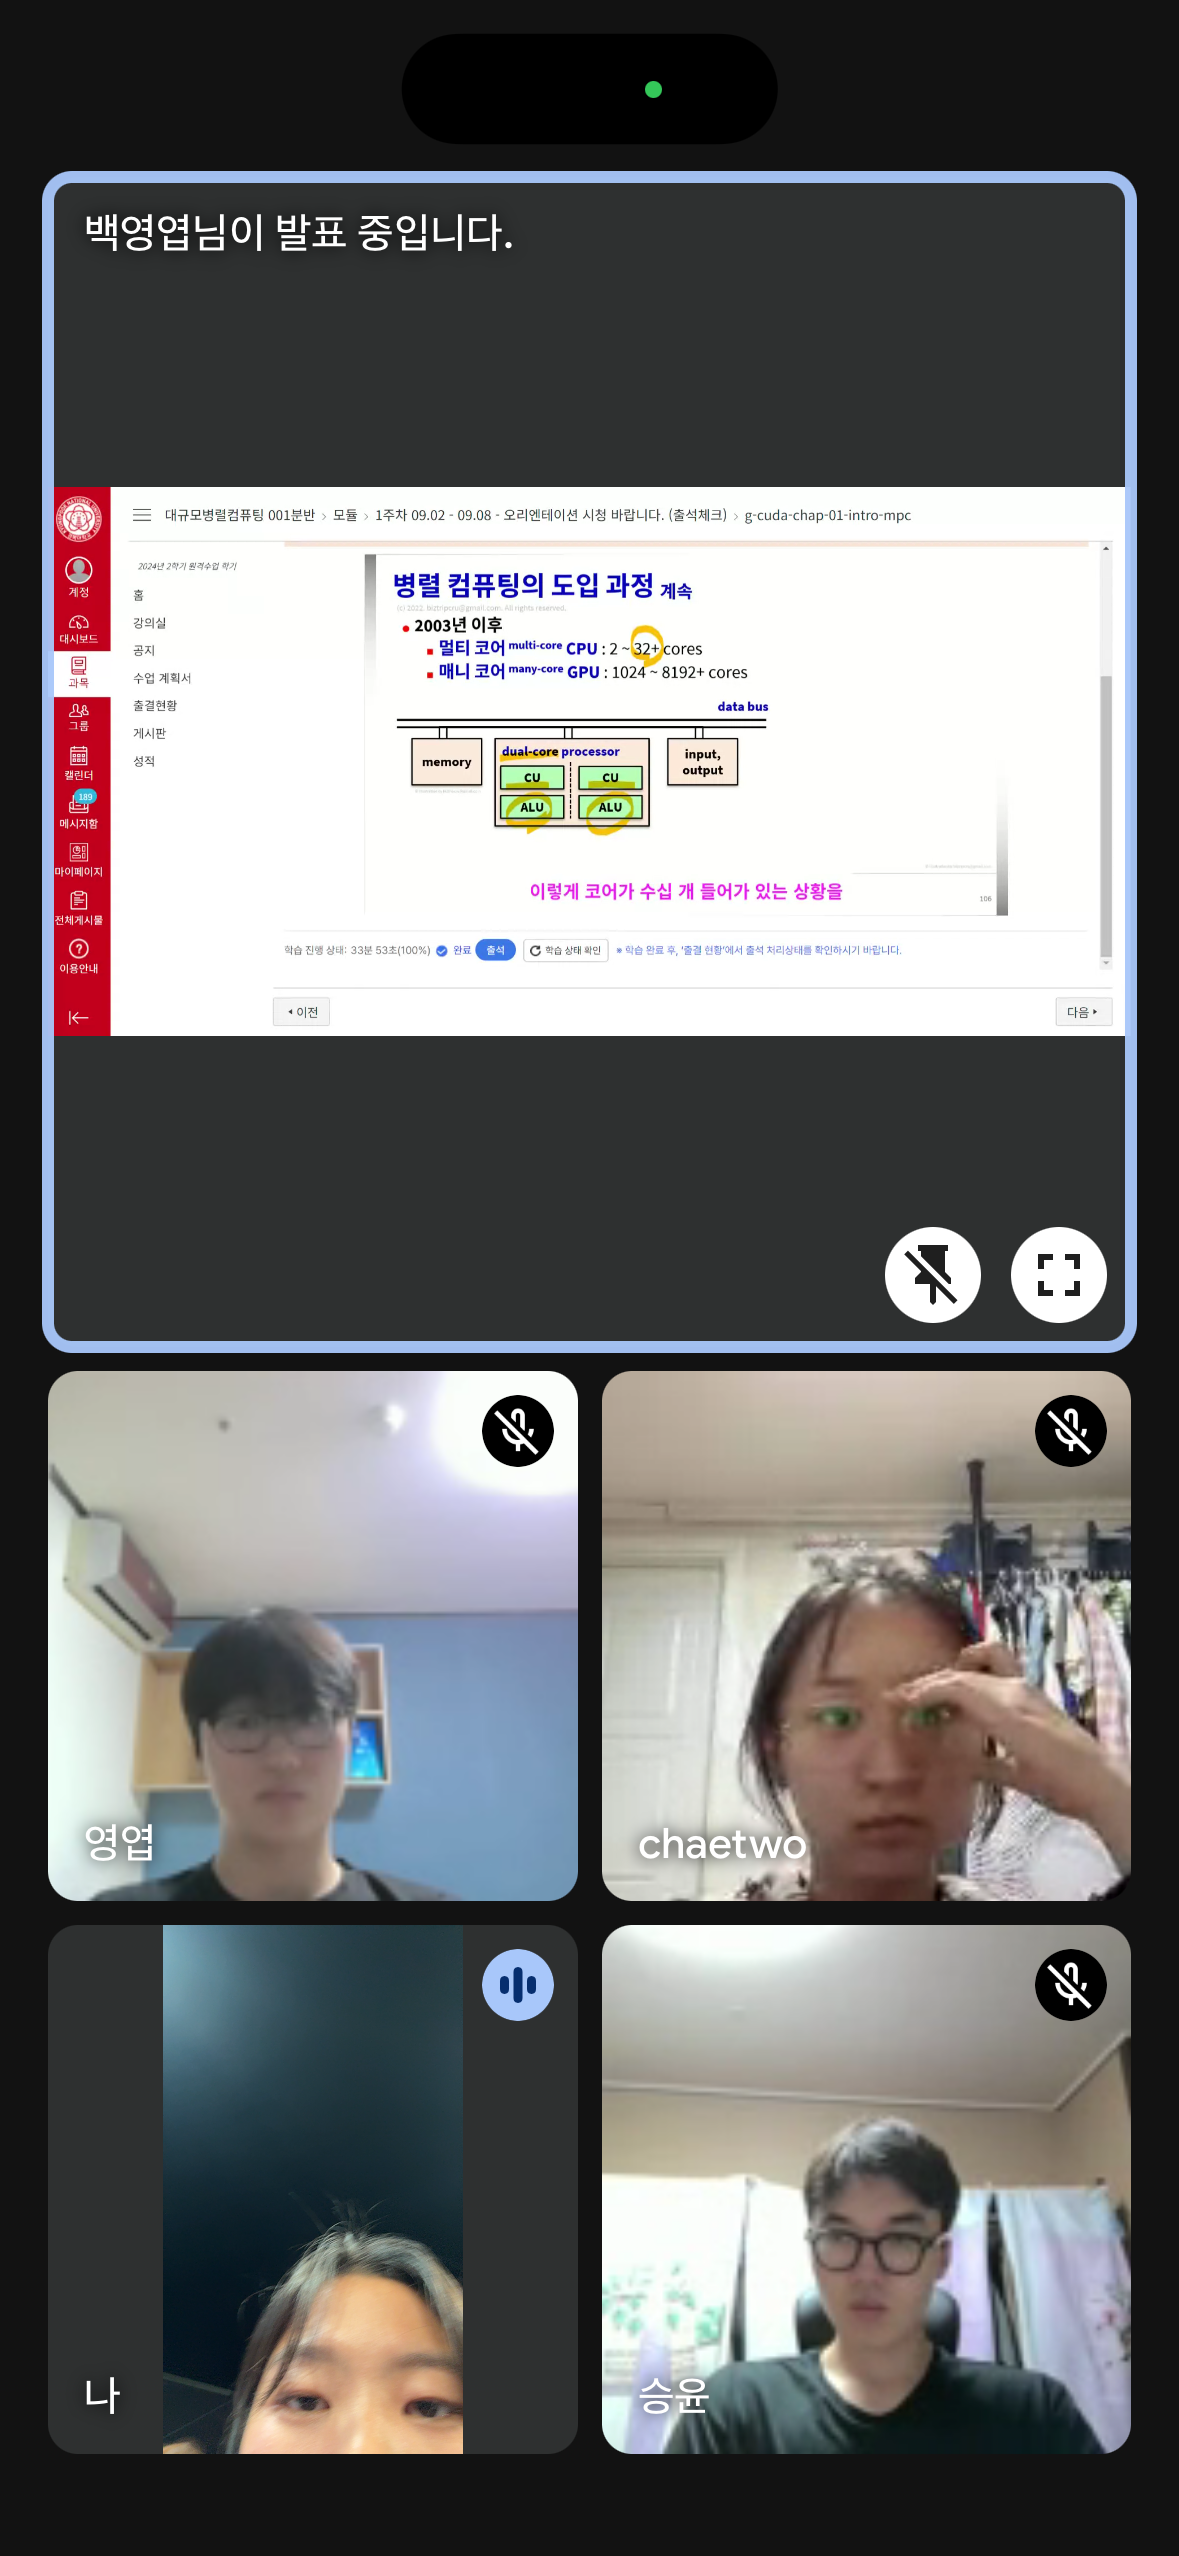 백영엽님이 발표 중입니다.
대규모병렬컴퓨팅 001분반 › 모듈 › 1주차 09.02 - 09.08 - 오리엔테이션 시청 바랍니다. (출석체크) › g-cuda-chap-01-intro-mpc
계정
대시보드
과목
그룹
캘린더
189
메시지함
마이페이지
전체게시물
이용안내
2024년 2학기 원격수업 학기
홈
강의실
공지
수업 계획서
출결현황
게시판
성적
병렬 컴퓨팅의 도입 과정 계속
(c) 2022. biztripcru@gmail.com. All rights reserved.
● 2003년 이후
■ 멀티 코어 multi-core CPU : 2 ~ 32+ cores
■ 매니 코어 many-core GPU : 1024 ~ 8192+ cores
data bus
memory
dual-core processor
CU CU
ALU ALU
input,
output
이렇게 코어가 수십 개 들어가 있는 상황을
106
학습 진행 상태: 33분 53초(100%) 완료 출석 학습 상태 확인 ※ 학습 완료 후, '출결 현황'에서 출석 처리상태를 확인하시기 바랍니다.
이전
다음
영엽
chaetwo
나
승윤